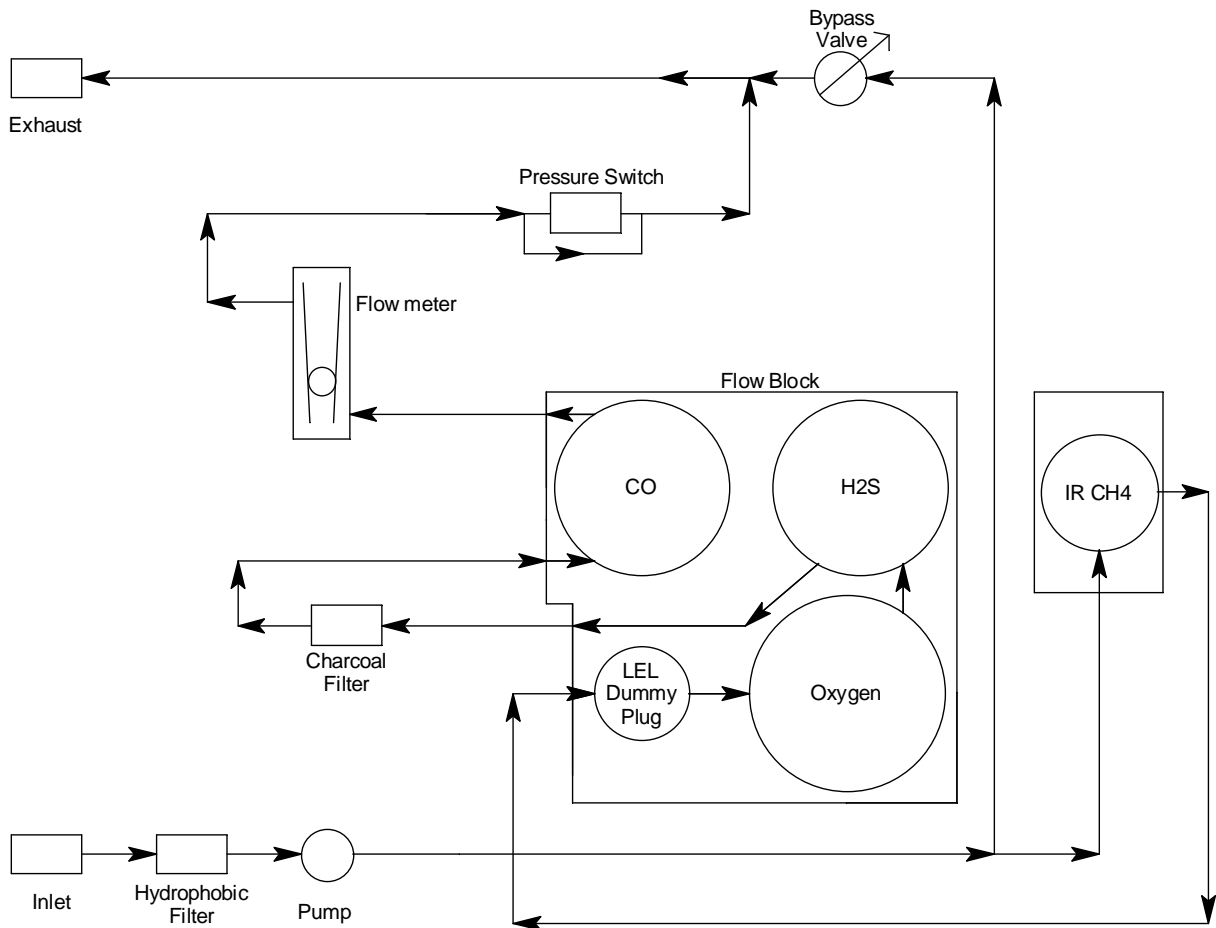 Bypass
Valve
Exhaust
Pressure Switch
Flow meter
Flow Block
CO
H2S
IR CH4
Charcoal
Filter
LEL
Dummy
Plug
Oxygen
Inlet
Hydrophobic
Filter
Pump